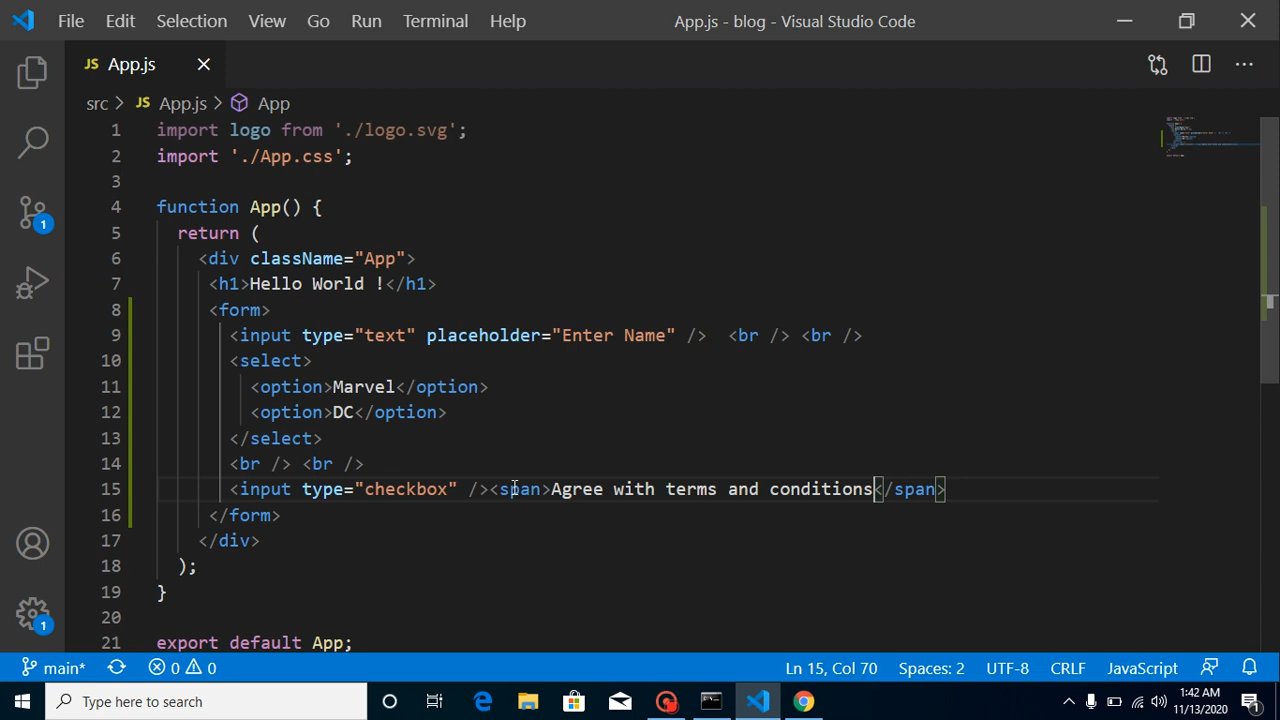 File Edit Selection View Go Run Terminal Help App.js - blog - Visual Studio Code
JS App.js
src > JS App.js > App
1 import logo from './logo.svg';
2 import './App.css';
3
4 function App() {
5 return (
6 <div className="App">
7 <h1>Hello World !</h1>
8 <form>
9 <input type="text" placeholder="Enter Name" /> <br /> <br />
10 <select>
11 <option>Marvel</option>
12 <option>DC</option>
13 </select>
14 <br /> <br />
15 <input type="checkbox" /><span>Agree with terms and conditions</span>
16 </form>
17 </div>
18 );
19 }
20
21 export default App;
1
1
main* 0 0 Ln 15, Col 70 Spaces: 2 UTF-8 CRLF JavaScript
Type here to search
1:42 AM
11/13/2020
1